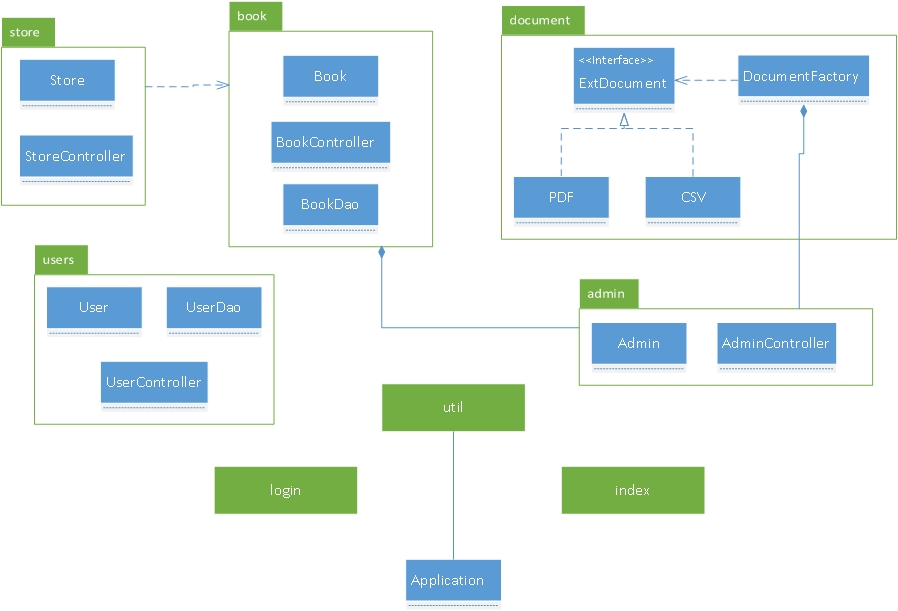 store
Store
StoreController
book
Book
BookController
BookDao
document
<<Interface>>
ExtDocument
DocumentFactory
PDF
CSV
users
User
UserDao
UserController
admin
Admin
AdminController
util
login
index
Application